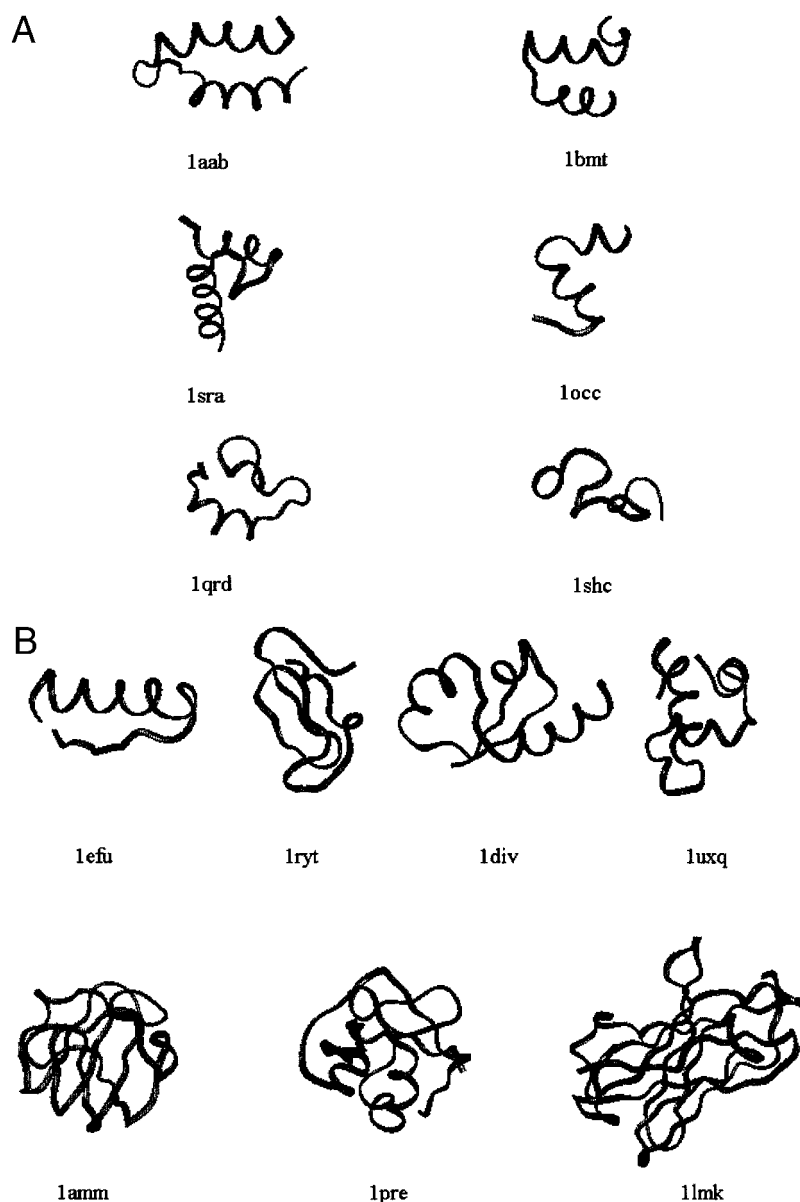 A
1aab 1bmt
1sra 1occ
1qrd 1shc
B
1efu 1ryt 1div 1uxq
1amm 1pre 1lmk